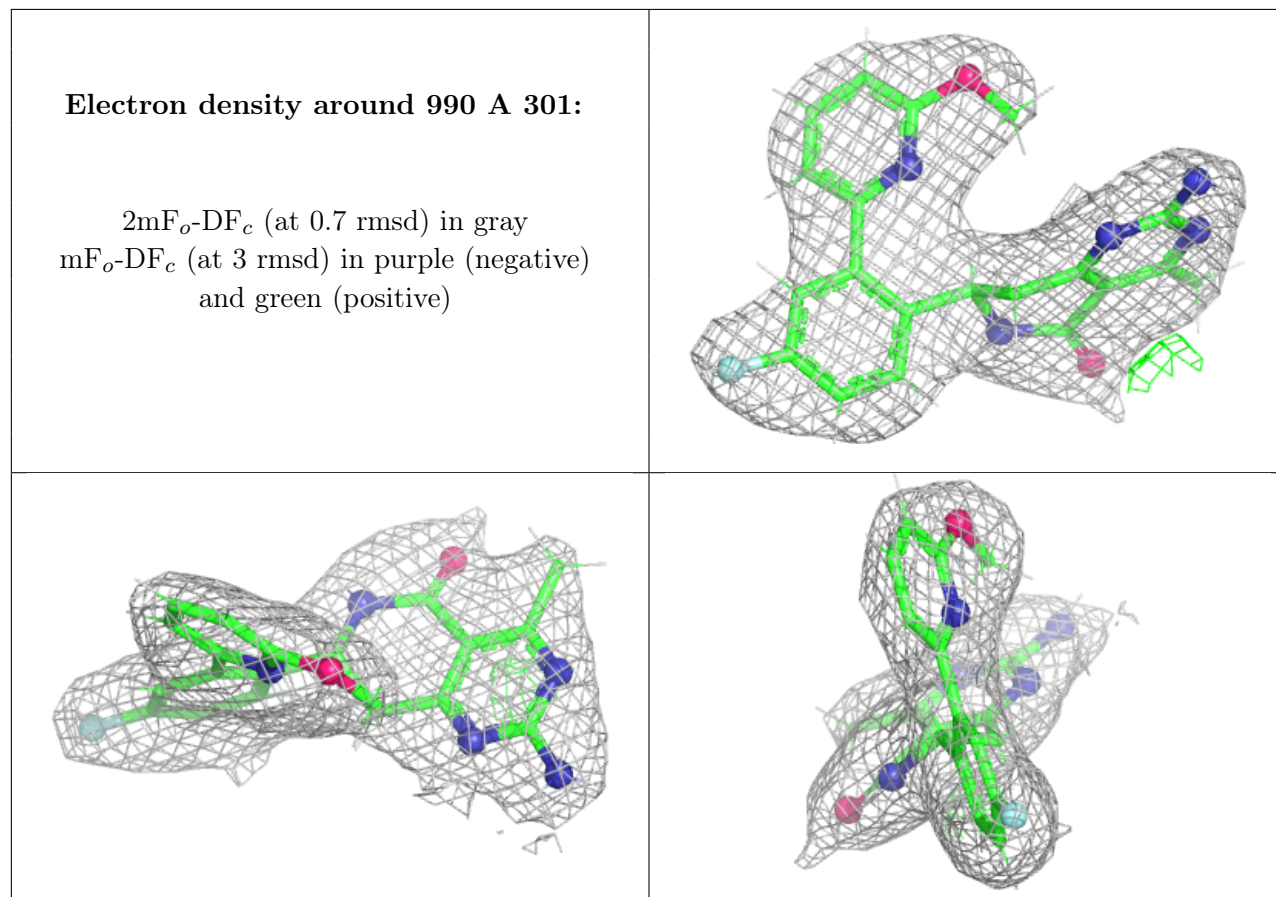 Electron density around 990 A 301:
2mFo-DFc (at 0.7 rmsd) in gray
mFo-DFc (at 3 rmsd) in purple (negative)
and green (positive)